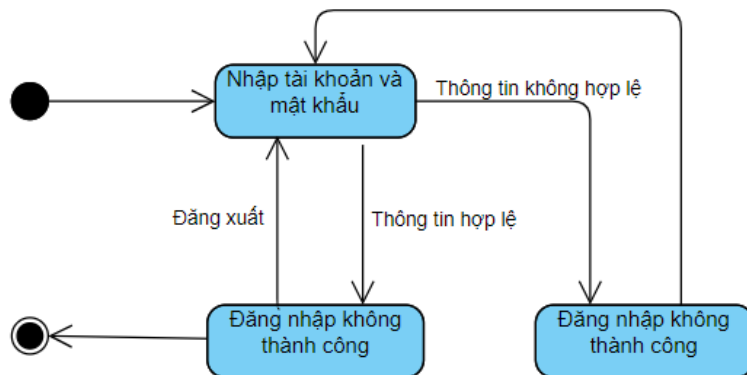 Nhập tài khoản và
mật khẩu
Thông tin không hợp lệ
Đăng xuất
Thông tin hợp lệ
Đăng nhập không
thành công
Đăng nhập không
thành công